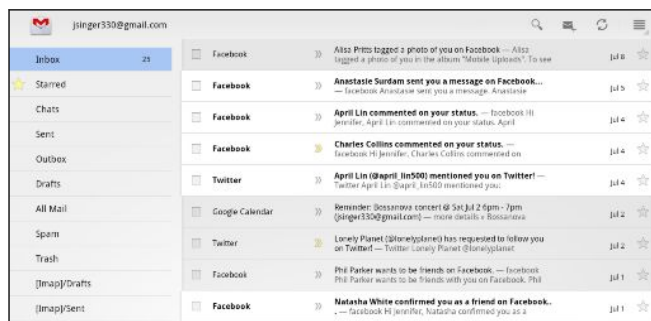 jsinger330@gmail.com
Inbox 25
Starred
Chats
Sent
Outbox
Drafts
All Mail
Spam
Trash
[Imap]/Drafts
[Imap]/Sent
Facebook
Alisa Pritts tagged a photo of you on Facebook — Alisa
tagged a photo of you in the album "Mobile Uploads". To see
Jul 8
Facebook
Anastasie Surdam sent you a message on Facebook...
— facebook Anastasie sent you a message. Anastasie
Jul 5
Facebook
April Lin commented on your status. — facebook Hi
Jennifer, April Lin commented on your status. April
Jul 4
Facebook
Charles Collins commented on your status. —
facebook Hi Jennifer, Charles Collins commented on
Jul 4
Twitter
April Lin (@april_lin500) mentioned you on Twitter! —
Twitter April Lin @april_lin500 mentioned you:
Jul 4
Google Calendar
Reminder: Bossanova concert @ Sat Jul 2 6pm - 7pm
(jsinger330@gmail.com) — more details » Bossanova
Jul 2
Twitter
Lonely Planet (@lonelyplanet) has requested to follow you
on Twitter! — Twitter Lonely Planet @lonelyplanet
Jul 2
Facebook
Phil Parker wants to be friends on Facebook. — facebook
Phil Parker wants to be friends with you on Facebook. Phil
Jul 1
Facebook
Natasha White confirmed you as a friend on Facebook..
. — facebook Hi Jennifer, Natasha confirmed you as a
Jul 1